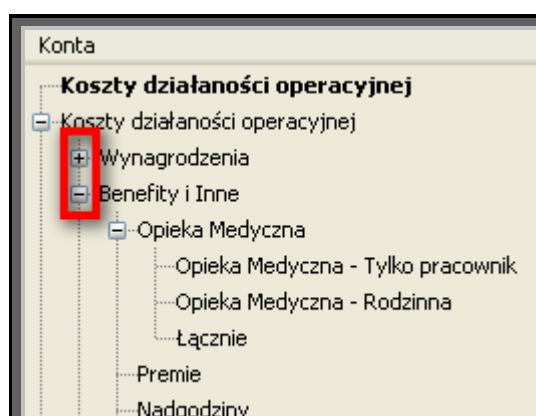 Konta
Koszty działaności operacyjnej
Koszty działaności operacyjnej
Wynagrodzenia
Benefity i Inne
Opieka Medyczna
Opieka Medyczna - Tylko pracownik
Opieka Medyczna - Rodzinna
Łącznie
Premie
Nadgodziny